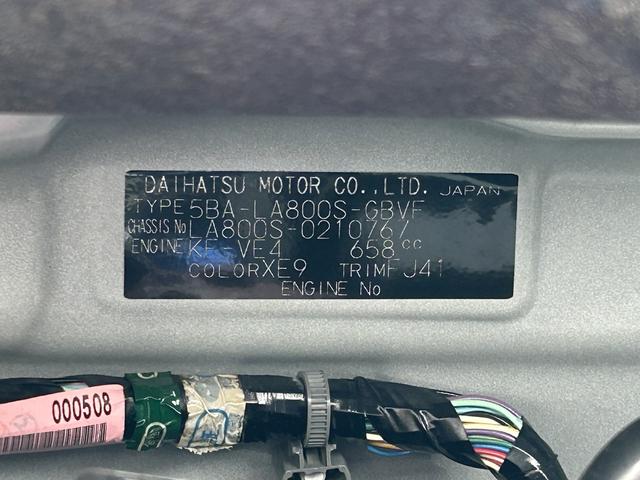 DAIHATSU MOTOR CO.,LTD. JAPAN
TYPE 5BA-LA800S-GBVF
CHASSIS No LA800S-0210767
ENGINE KF-VE4 658cc
COLOR XE9 TRIM FJ41
ENGINE No
000508